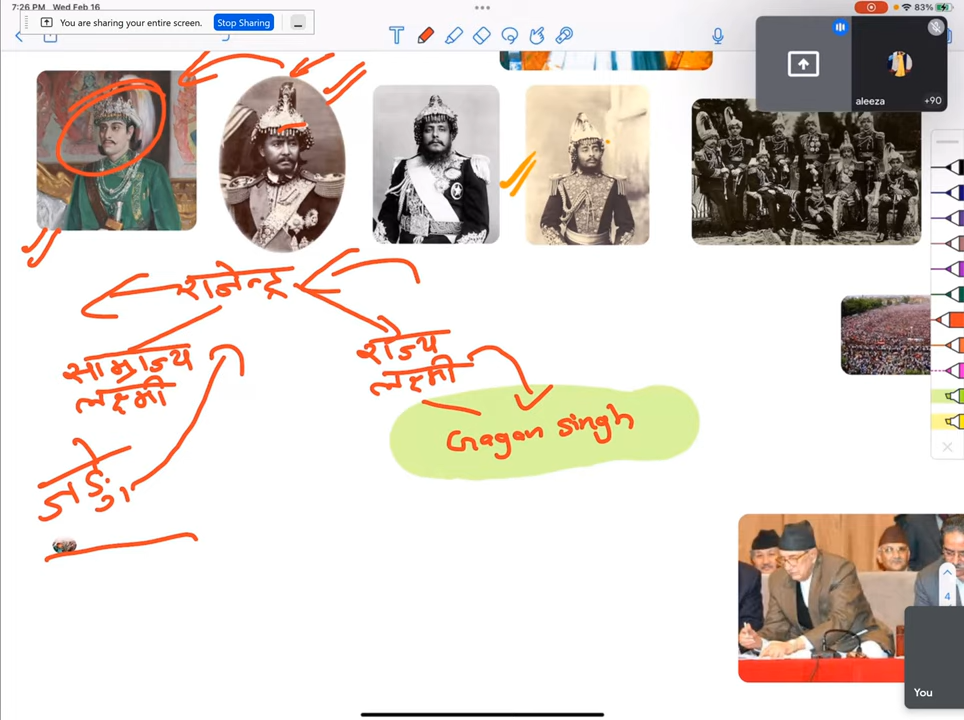 7:26 PM Wed Feb 16
83%
You are sharing your entire screen.
Stop Sharing
T
aleeza
+90
राजेन्द्र
साम्राज्य
लक्ष्मी
राज्य
लक्ष्मी
Gagan singh
4
You